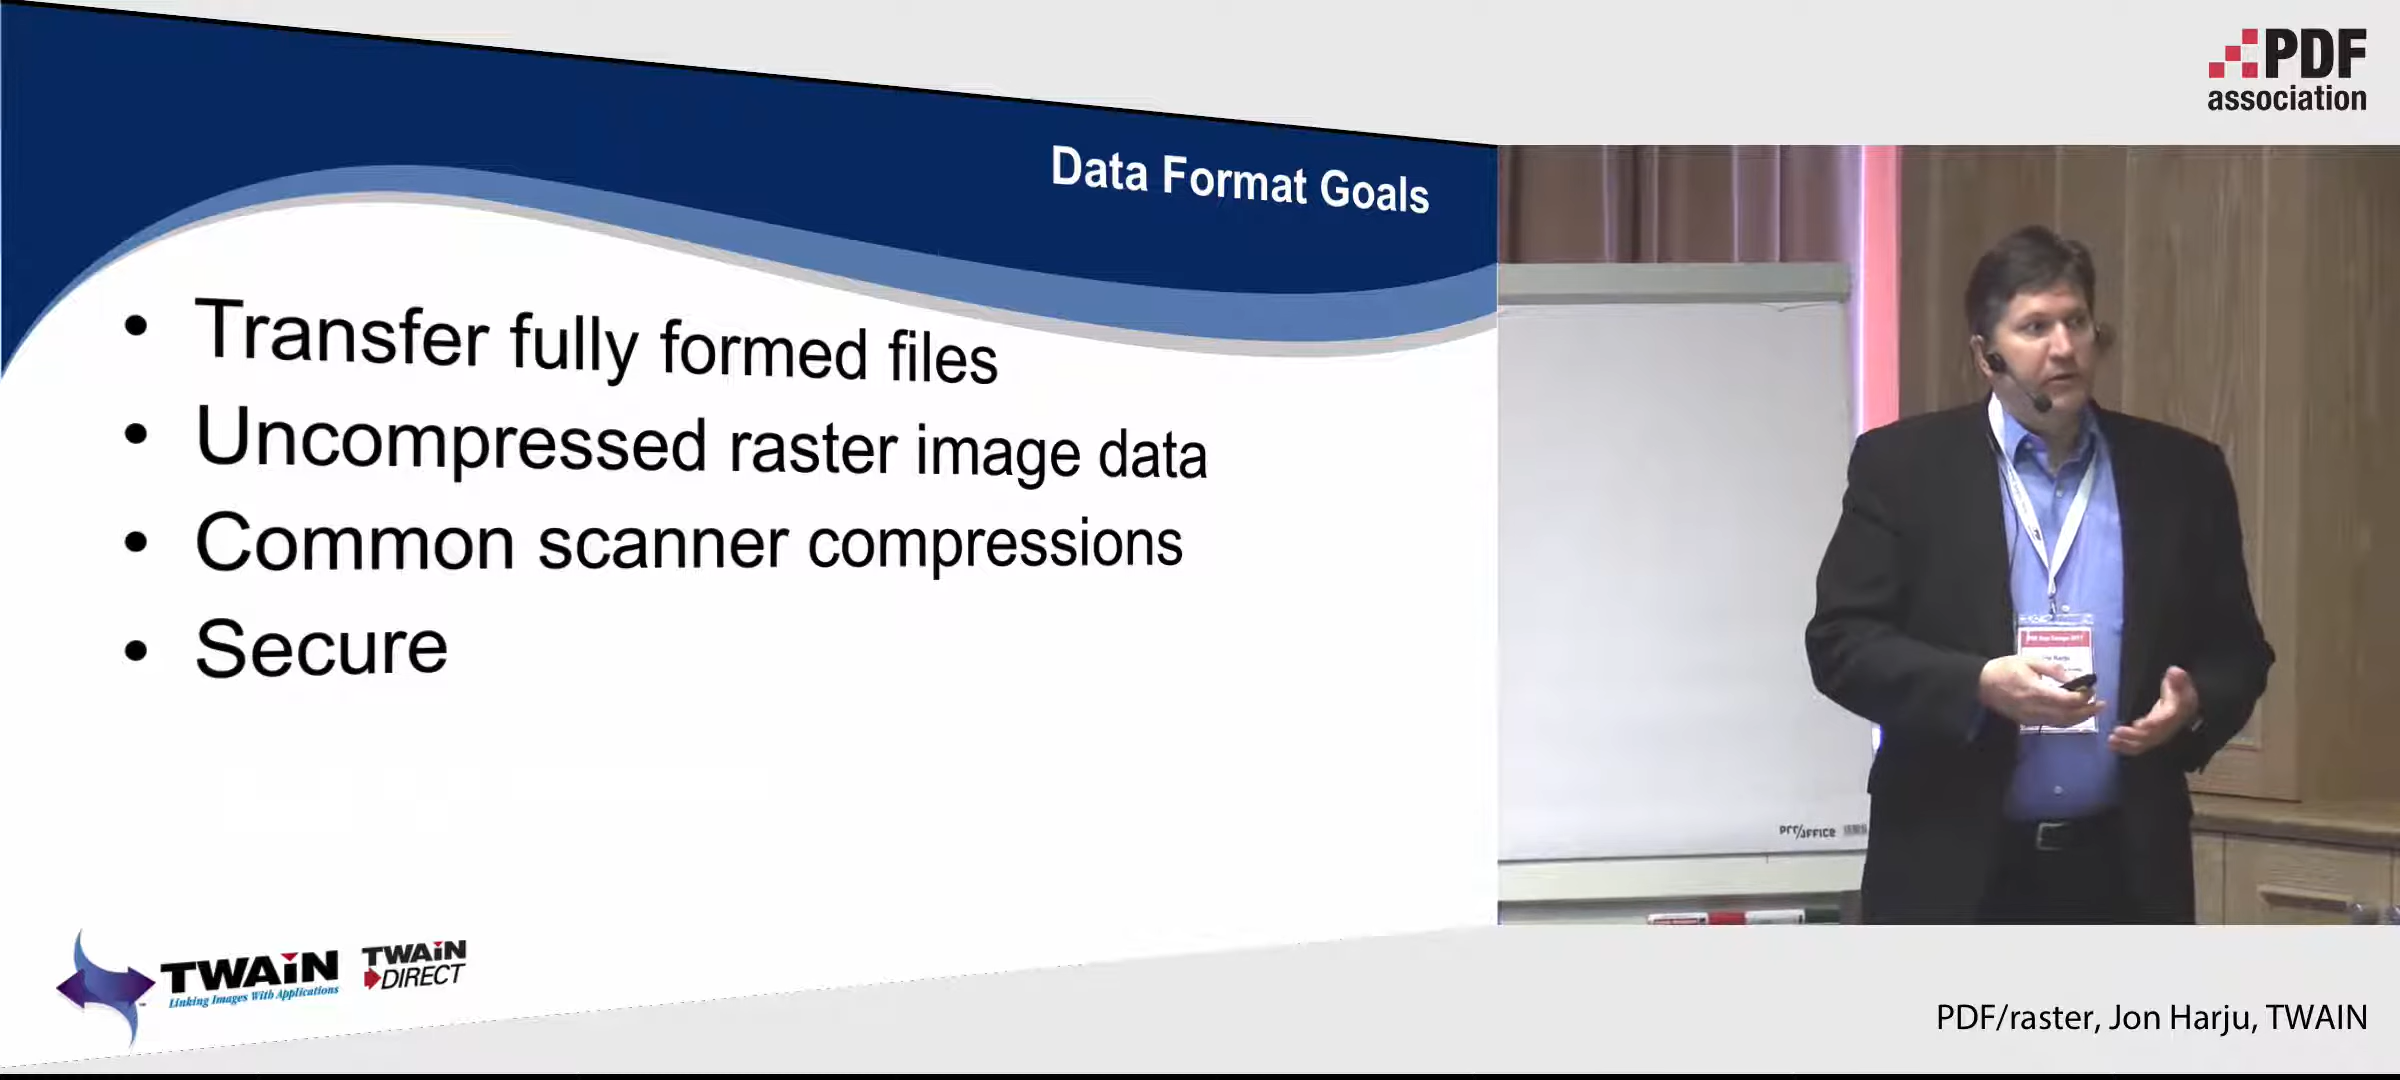 PDF
association
Data Format Goals
• Transfer fully formed files
• Uncompressed raster image data
• Common scanner compressions
• Secure
TWAIN
Linking Images With Applications
TWAIN
DIRECT
PDF/raster, Jon Harju, TWAIN